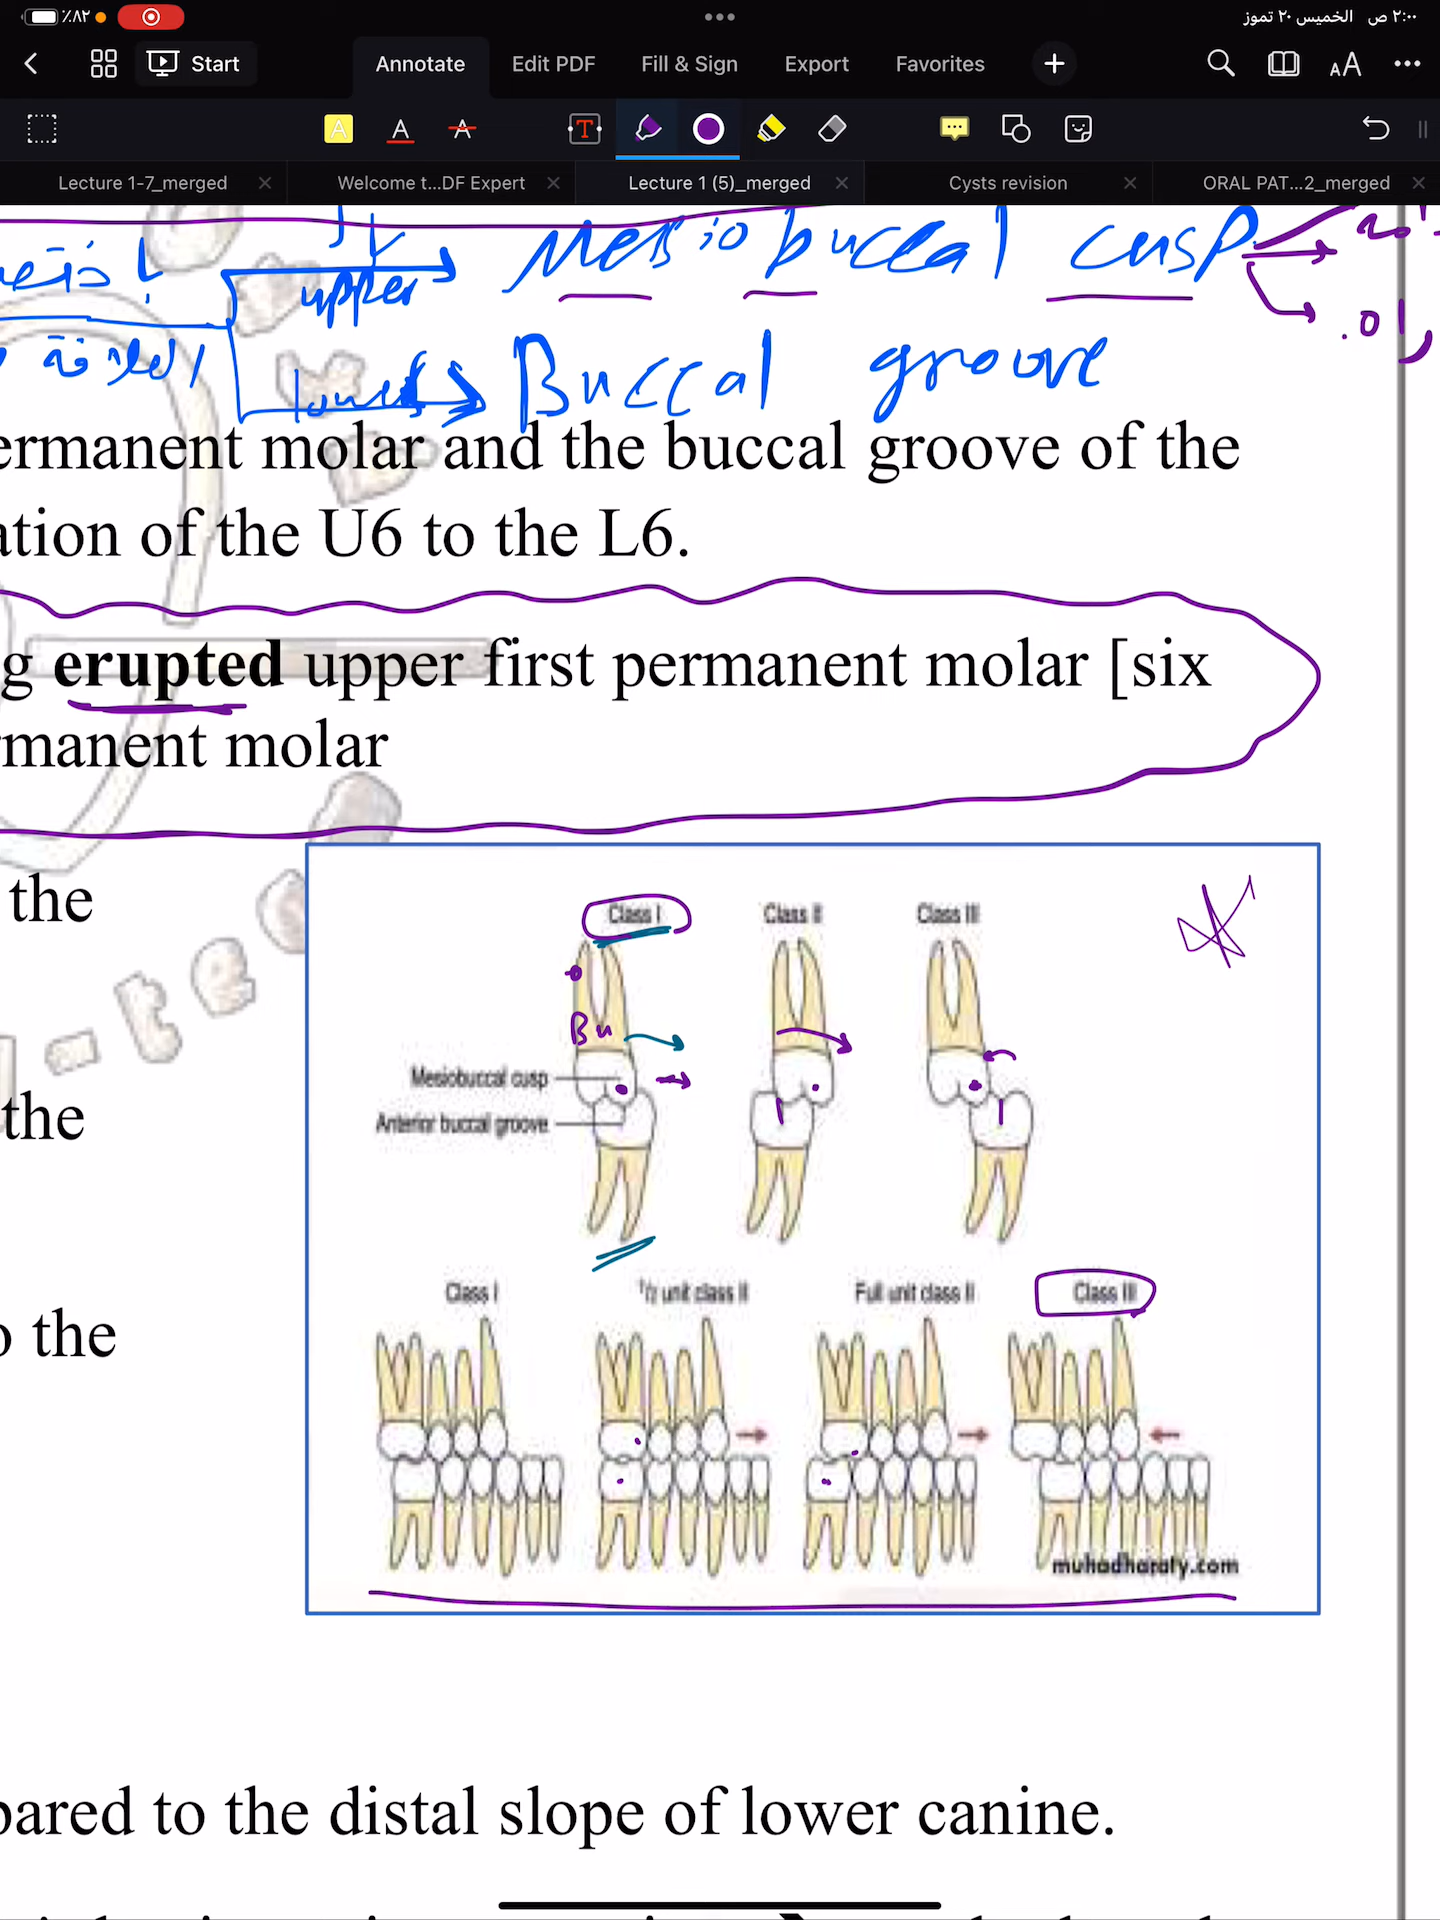 ٪٨٢
٢:٠٠ ص الخميس ٢٠ تموز
Start
Annotate
Edit PDF
Fill & Sign
Export
Favorites
AA
A A A T
Lecture 1-7_merged
Welcome t...DF Expert
Lecture 1 (5)_merged
Cysts revision
ORAL PAT...2_merged
upper Mesio buccal cusp
العلاقة
lower Buccal groove
ermanent molar and the buccal groove of the
ation of the U6 to the L6.
g erupted upper first permanent molar [six
rmanent molar
the
Class I Class II Class III
Bu
Mesiobuccal cusp
Anterior buccal groove
the
o the
Class I ½ unit class II Full unit class II Class III
muhadharaty.com
pared to the distal slope of lower canine.